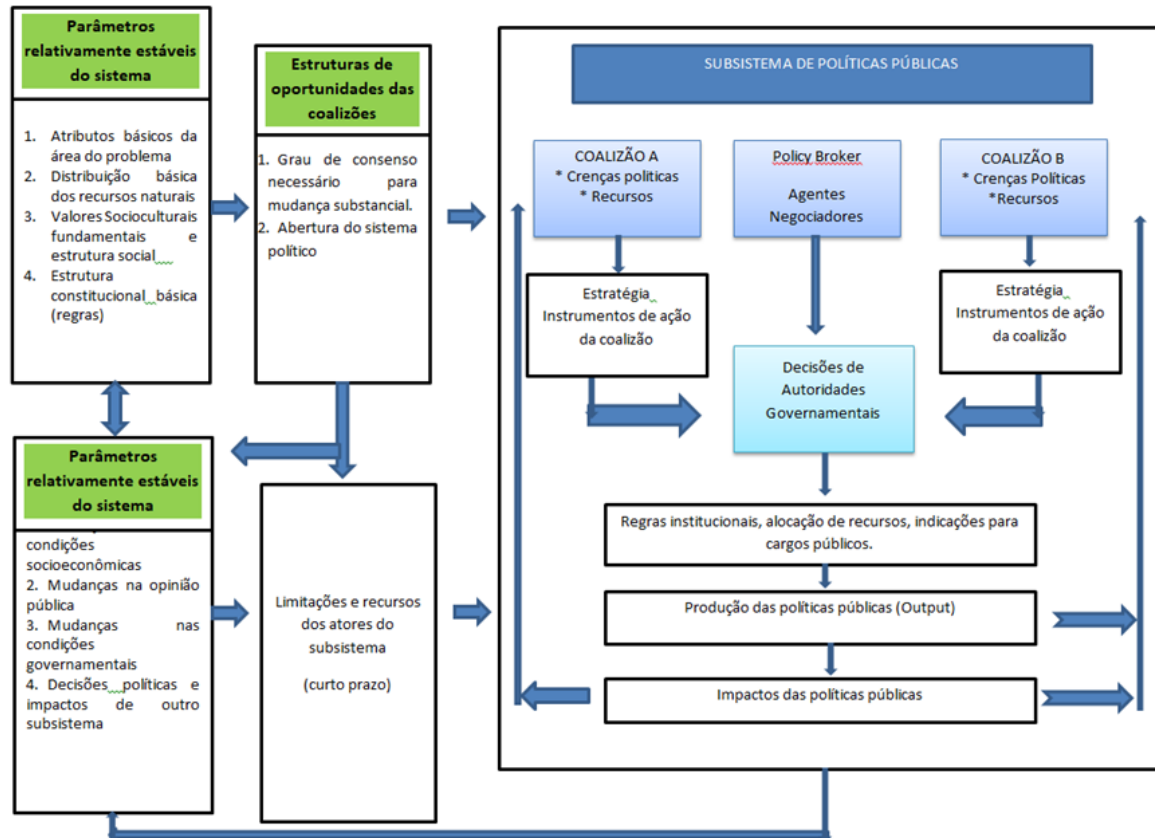 Parâmetros
relativamente estáveis
do sistema
1. Atributos básicos da
área do problema
2. Distribuição básica
dos recursos naturais
3. Valores Socioculturais
fundamentais e
estrutura social
4. Estrutura
constitucional básica
(regras)
Estruturas de
oportunidades das
coalizões
1. Grau de consenso
necessário para
mudança substancial.
2. Abertura do sistema
político
Parâmetros
relativamente estáveis
do sistema
condições
socioeconômicas
2. Mudanças na opinião
pública
3. Mudanças nas
condições
governamentais
4. Decisões políticas e
impactos de outro
subsistema
Limitações e recursos
dos atores do
subsistema
(curto prazo)
SUBSISTEMA DE POLÍTICAS PÚBLICAS
COALIZÃO A
* Crenças politicas
* Recursos
Policy Broker
Agentes
Negociadores
COALIZÃO B
* Crenças Políticas
*Recursos
Estratégia
Instrumentos de ação
da coalizão
Decisões de
Autoridades
Governamentais
Estratégia
Instrumentos de ação
da coalizão
Regras institucionais, alocação de recursos, indicações para
cargos públicos.
Produção das políticas públicas (Output)
Impactos das políticas públicas